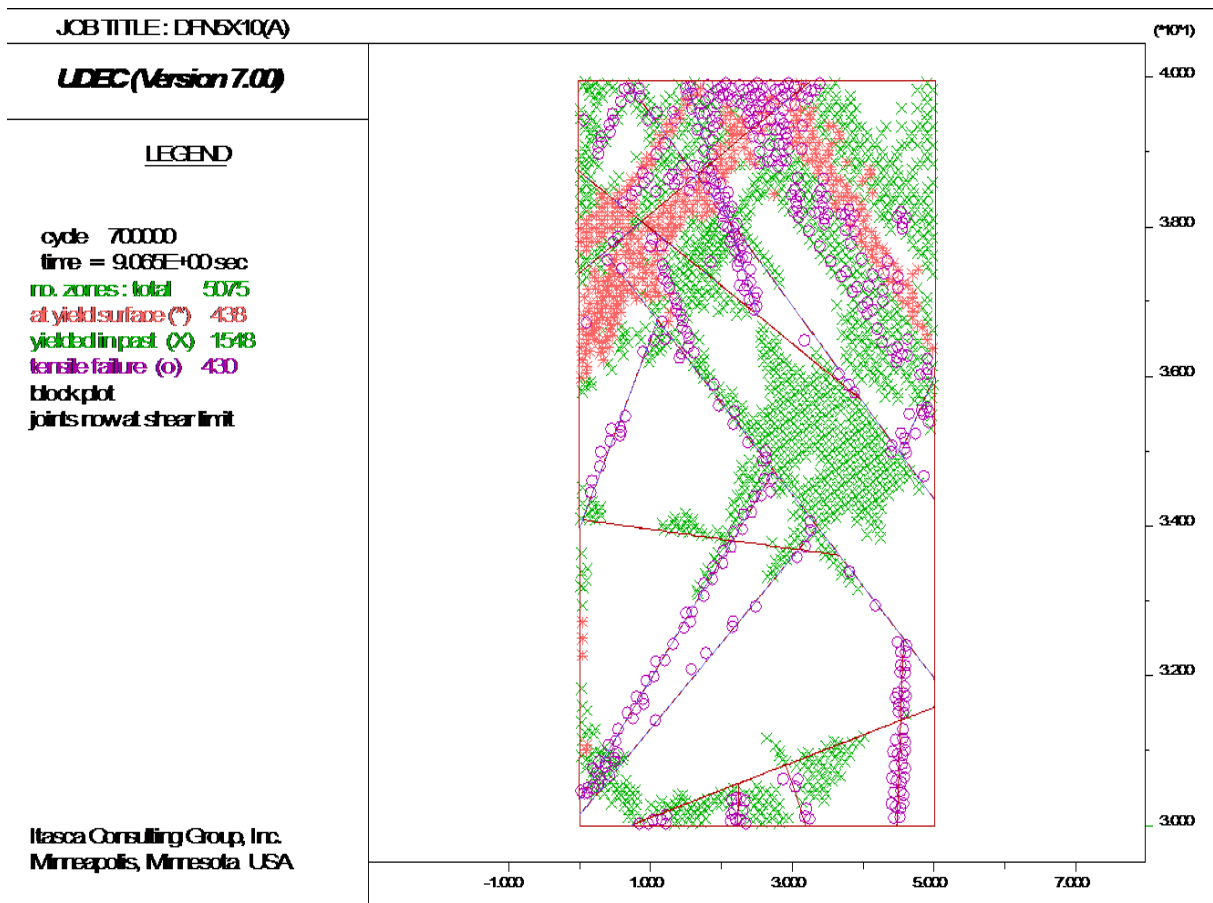 JOB TITLE : DFN5X10(A)
(*10^1)
UDEC (Version 7.00)
LEGEND
cycle 700000
time = 9.065E+00 sec
no. zones : total 5075
at yield surface (*) 438
yielded in past (X) 1548
tensile failure (o) 430
block plot
joints now at shear limit
4.000
3.800
3.600
3.400
3.200
3.000
Itasca Consulting Group, Inc.
Minneapolis, Minnesota USA
-1.000 1.000 3.000 5.000 7.000